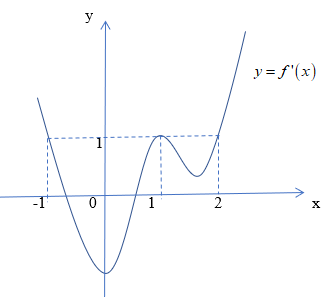 y
y = f'(x)
1
-1 0 1 2 x